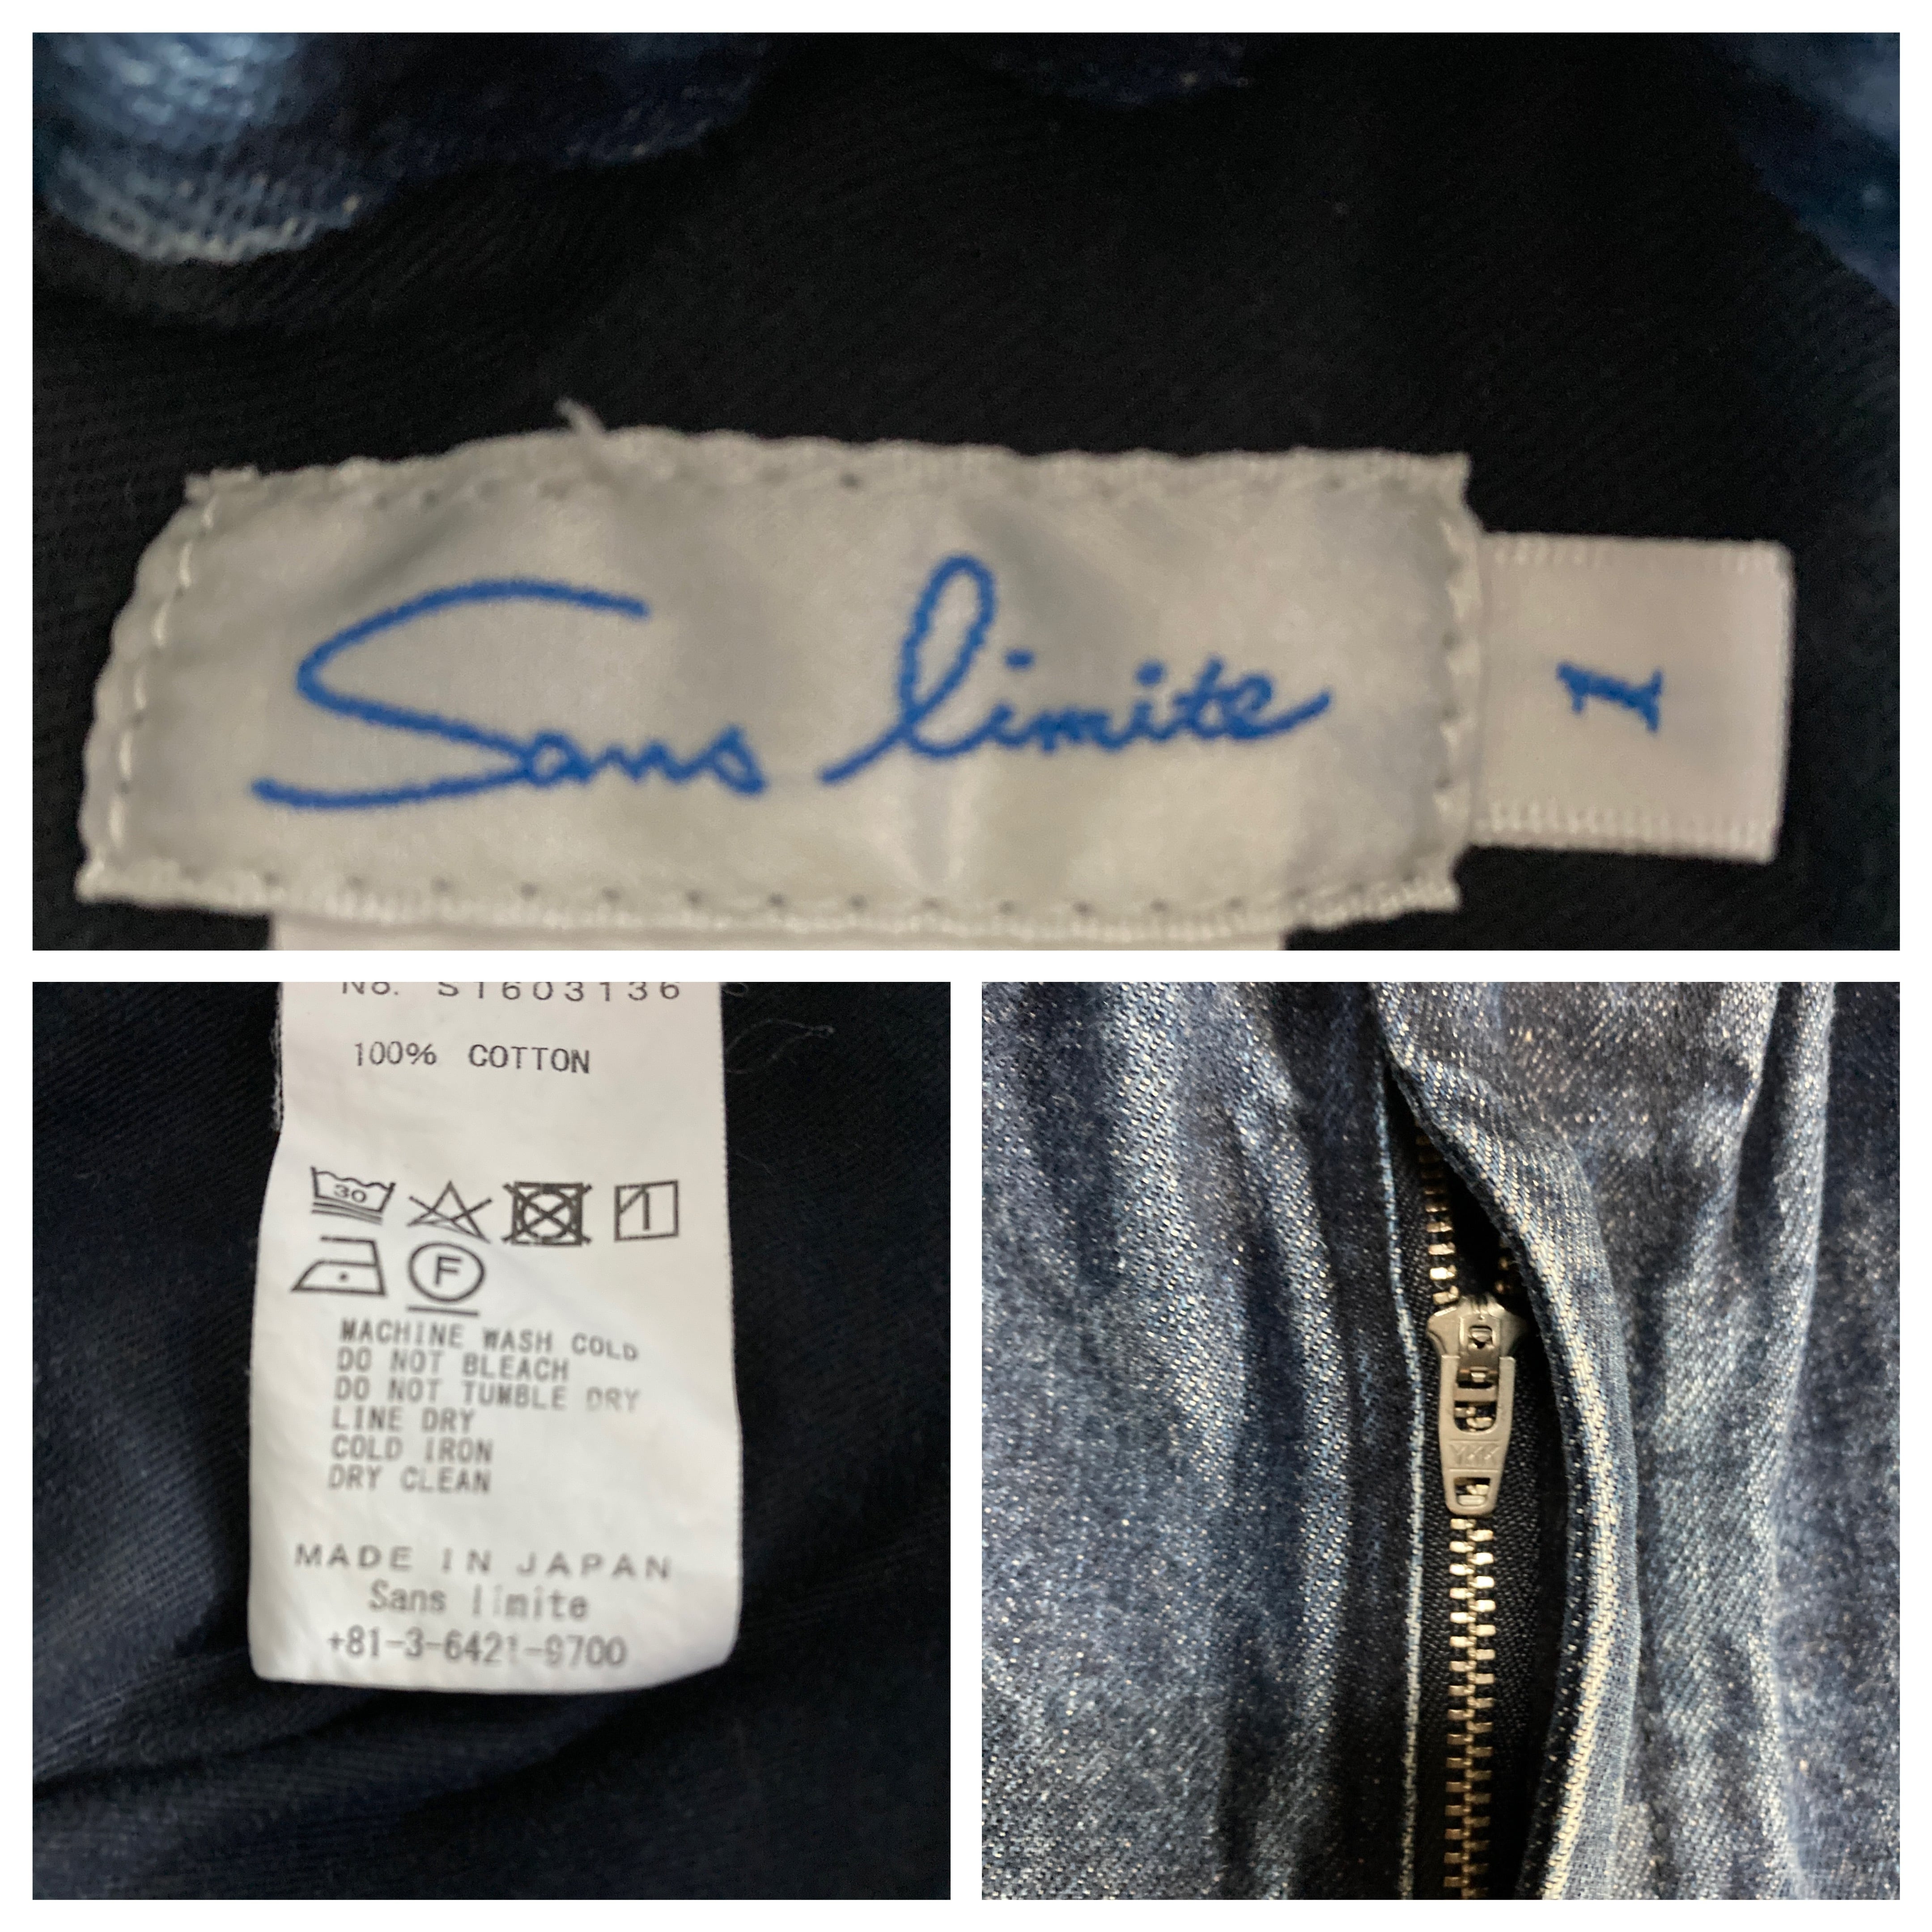 Sans limite
1
No. S1603136
100% COTTON
30
F
MACHINE WASH COLD
DO NOT BLEACH
DO NOT TUMBLE DRY
LINE DRY
COLD IRON
DRY CLEAN
MADE IN JAPAN
Sans limite
+81-3-6421-9700
YKK